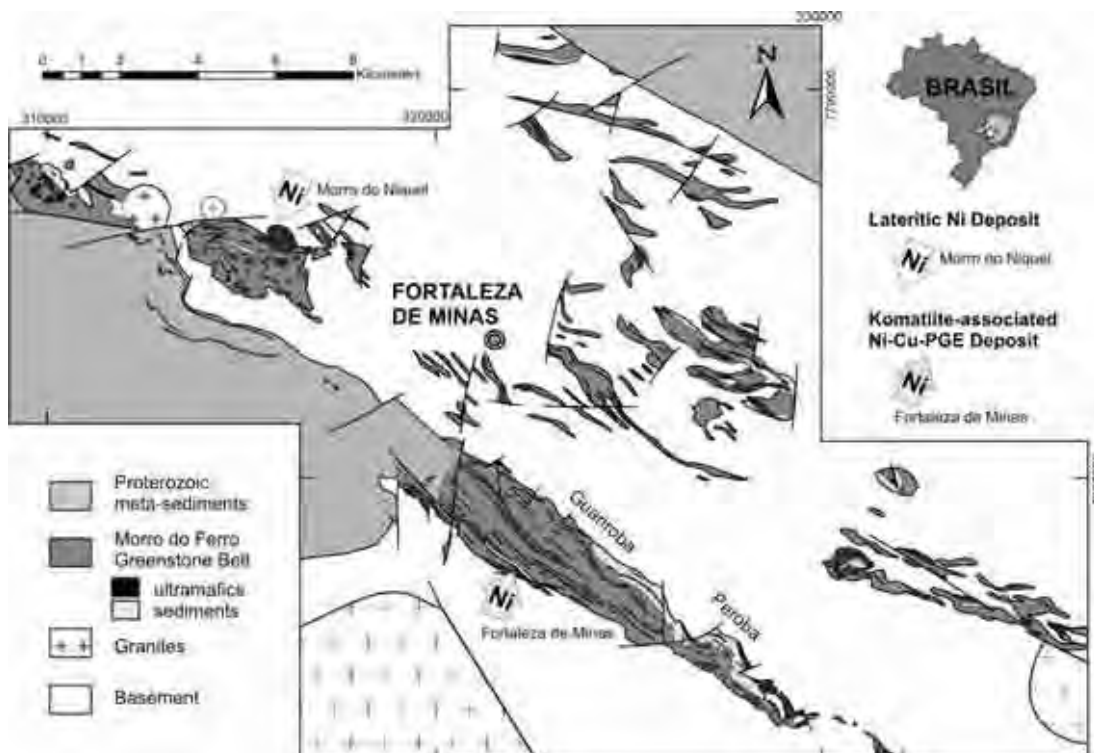 0 2 4 6 8
Kilometers
310000
320000
330000
7700000
N
Ni Morro do Niquel
FORTALEZA
DE MINAS
Guariroba
Peroba
Ni
Fortaleza de Minas
BRASIL
Ni
Lateritic Ni Deposit
Ni Morro do Niquel
Komatiite-associated
Ni-Cu-PGE Deposit
Ni
Fortaleza de Minas
Proterozoic
meta-sediments
Morro do Ferro
Greenstone Belt
ultramafics
sediments
Granites
Basement